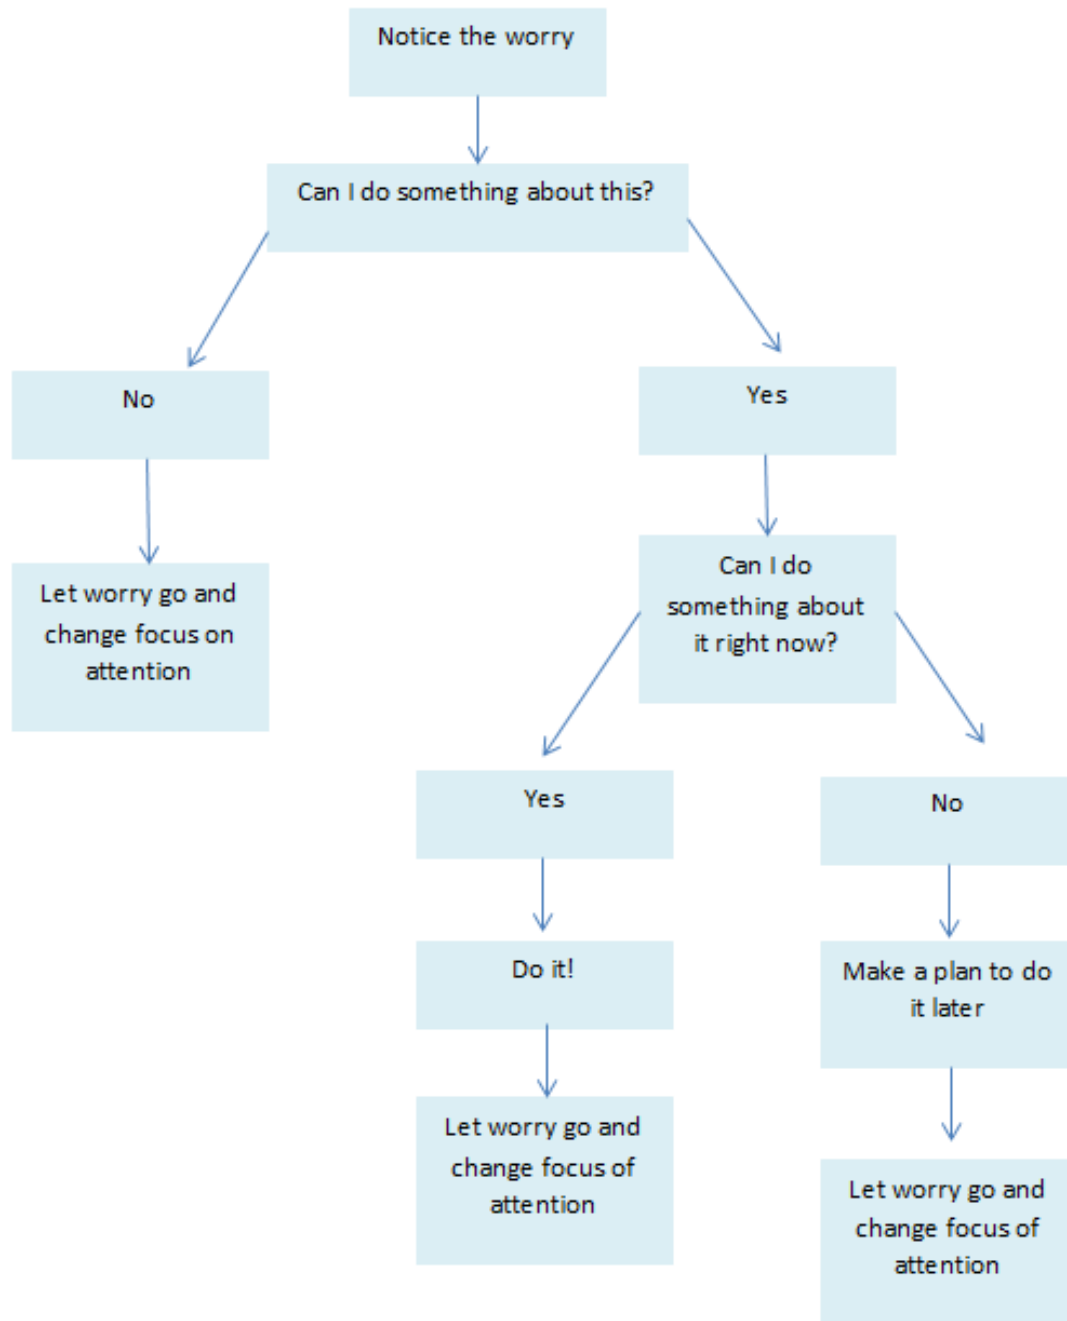 Notice the worry
Can I do something about this?
No
Yes
Let worry go and
change focus on
attention
Can I do
something about
it right now?
Yes
No
Do it!
Make a plan to do
it later
Let worry go and
change focus of
attention
Let worry go and
change focus of
attention